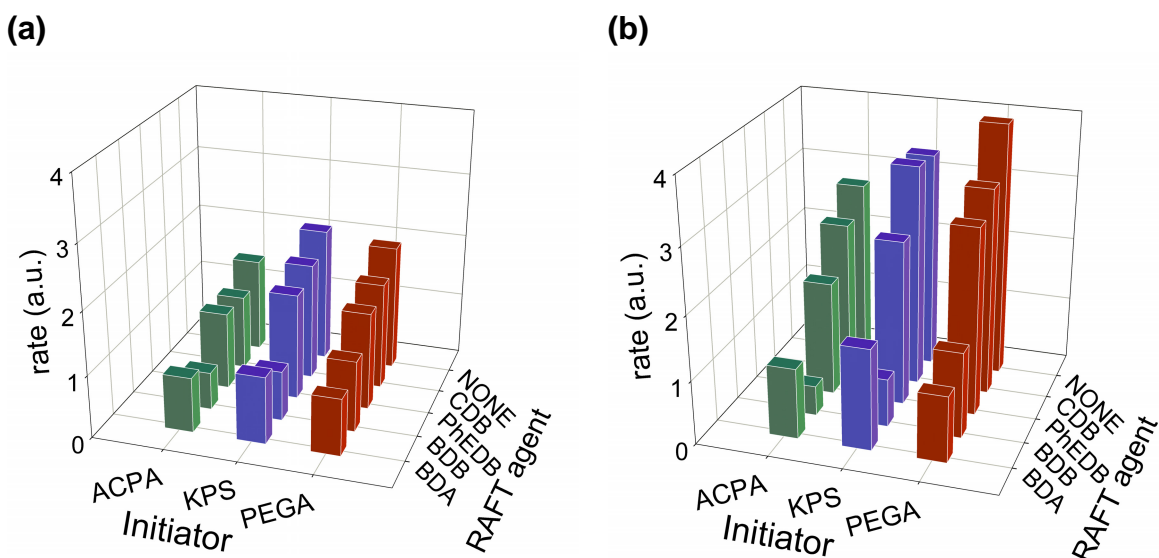 (a)
4
3
2
1
0
rate (a.u.)
ACPA
KPS
PEGA
Initiator
NONE
CDB
PhEDB
BDB
BDA
RAFT agent
(b)
4
3
2
1
0
rate (a.u.)
ACPA
KPS
PEGA
Initiator
NONE
CDB
PhEDB
BDB
BDA
RAFT agent